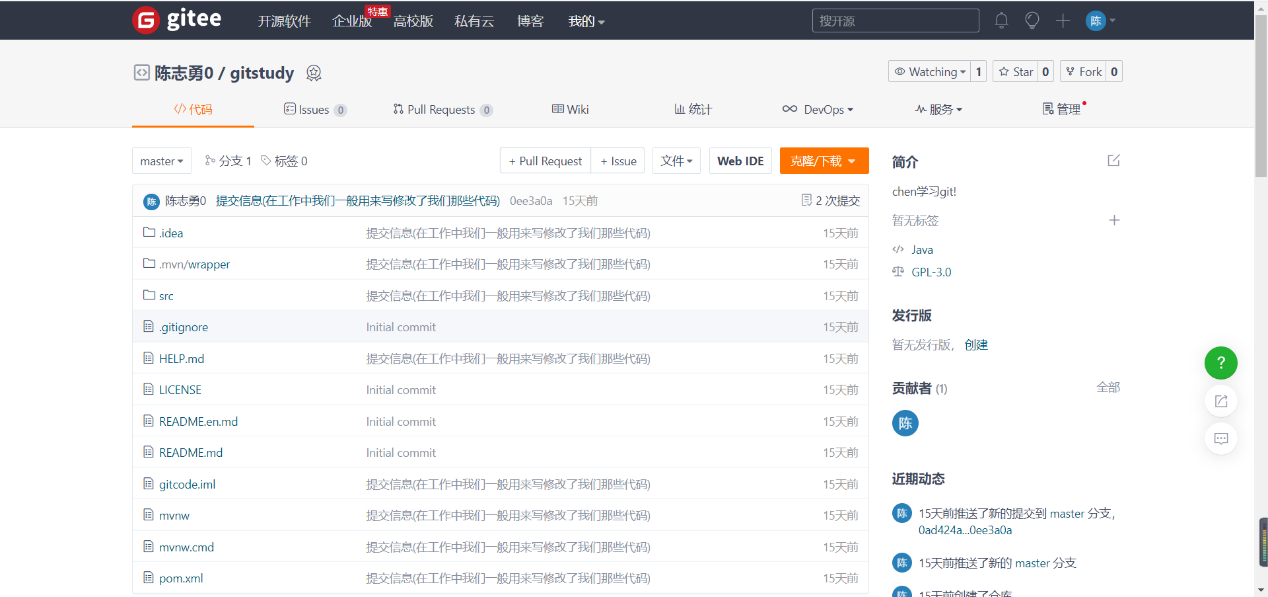 gitee 开源软件 企业版 特惠 高校版 私有云 博客 我的 搜开源 陈
陈志勇0 / gitstudy Watching 1 Star 0 Fork 0
代码 Issues 0 Pull Requests 0 Wiki 统计 DevOps 服务 管理
master 分支 1 标签 0 + Pull Request + Issue 文件 Web IDE 克隆/下载
陈 陈志勇0 提交信息(在工作中我们一般用来写修改了我们那些代码) 0ee3a0a 15天前 2 次提交
.idea 提交信息(在工作中我们一般用来写修改了我们那些代码) 15天前
.mvn/wrapper 提交信息(在工作中我们一般用来写修改了我们那些代码) 15天前
src 提交信息(在工作中我们一般用来写修改了我们那些代码) 15天前
.gitignore Initial commit 15天前
HELP.md 提交信息(在工作中我们一般用来写修改了我们那些代码) 15天前
LICENSE Initial commit 15天前
README.en.md Initial commit 15天前
README.md Initial commit 15天前
gitcode.iml 提交信息(在工作中我们一般用来写修改了我们那些代码) 15天前
mvnw 提交信息(在工作中我们一般用来写修改了我们那些代码) 15天前
mvnw.cmd 提交信息(在工作中我们一般用来写修改了我们那些代码) 15天前
pom.xml 提交信息(在工作中我们一般用来写修改了我们那些代码) 15天前
简介
chen学习git!
暂无标签
Java
GPL-3.0
发行版
暂无发行版， 创建
贡献者 (1) 全部
陈
近期动态
陈 15天前推送了新的提交到 master 分支，
0ad424a...0ee3a0a
陈 15天前推送了新的 master 分支
陈 15天前创建了仓库
?